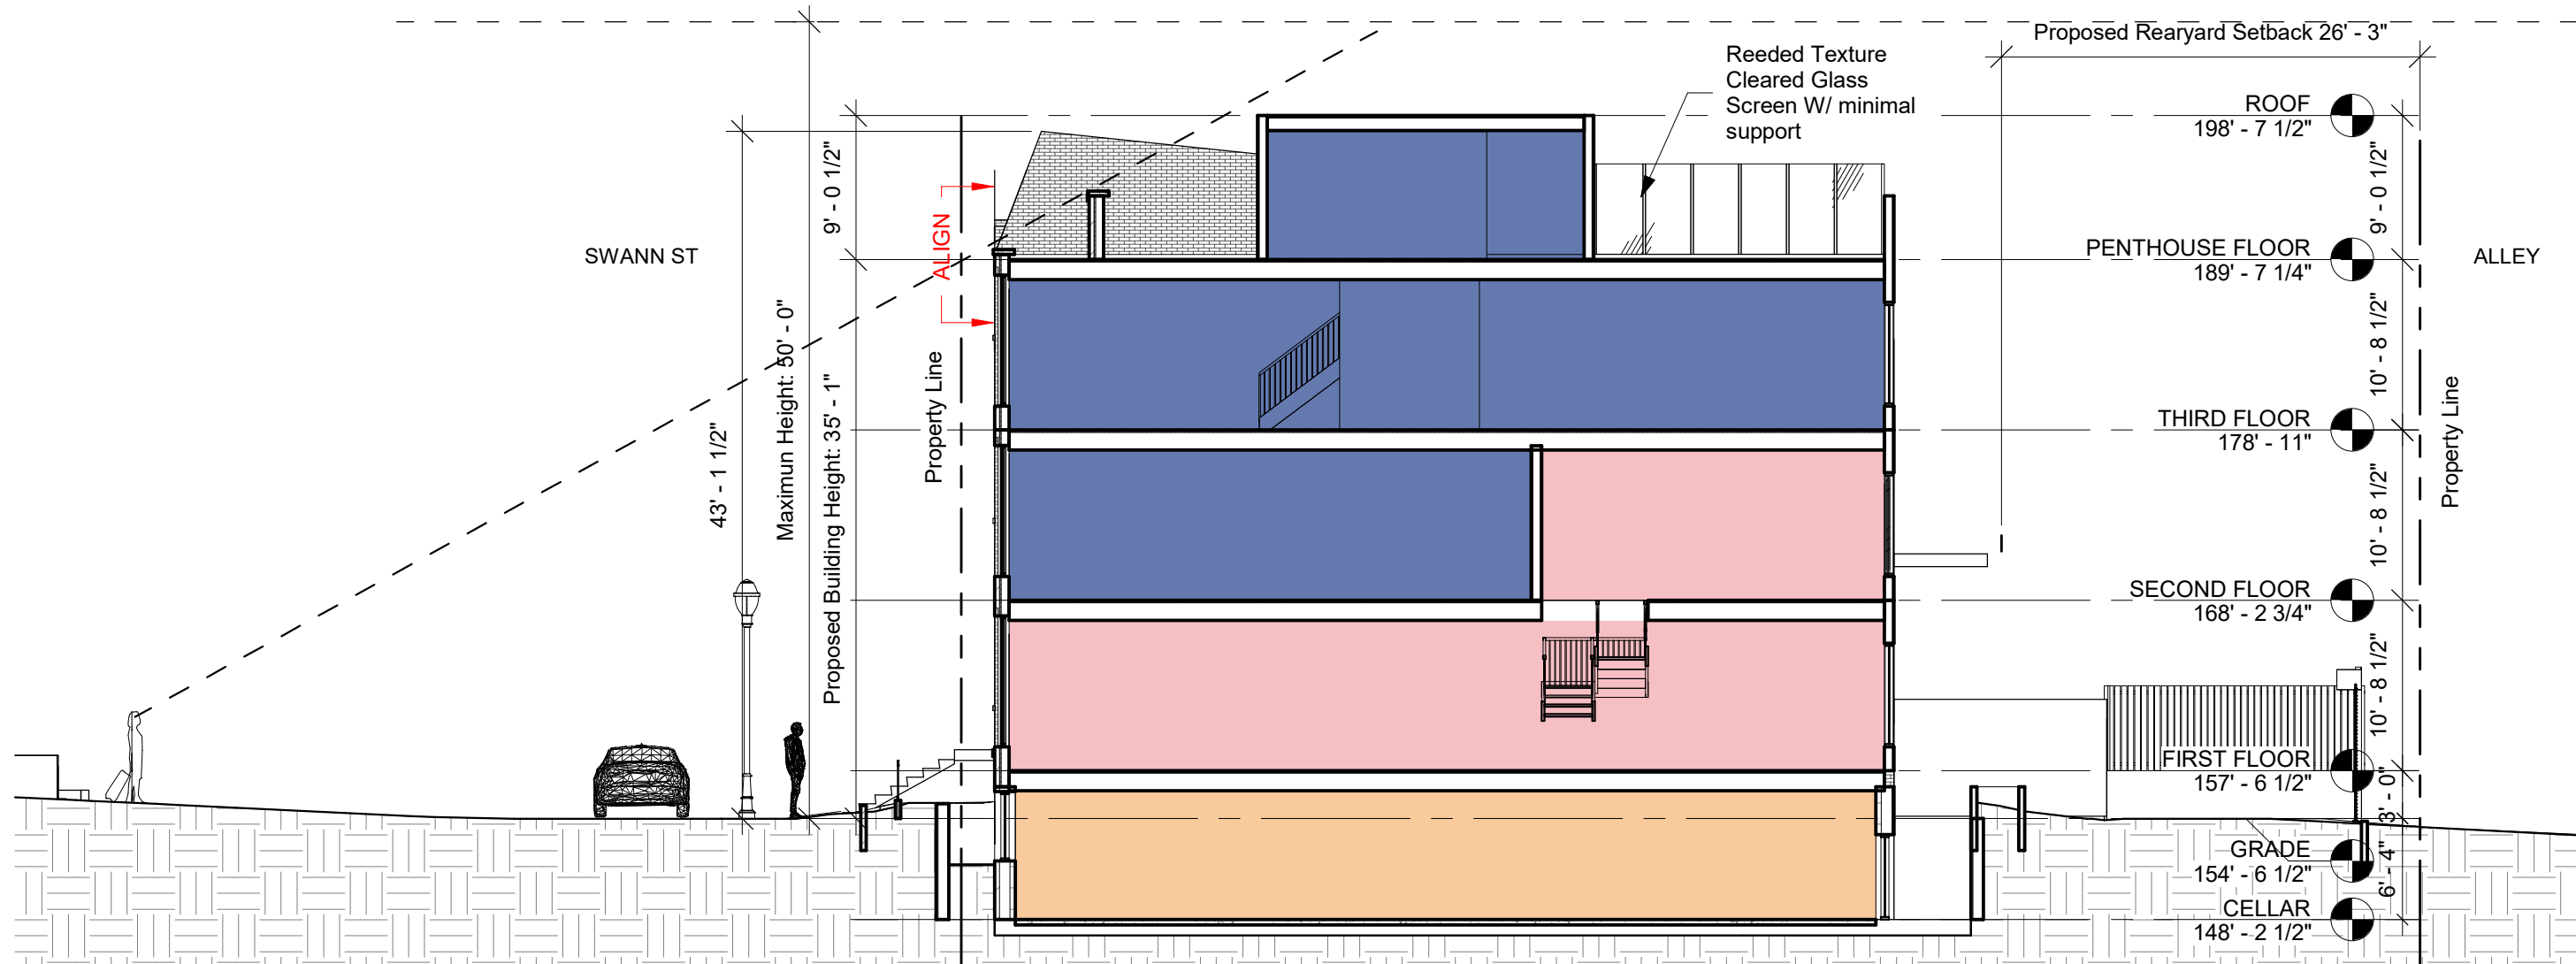 Proposed Rearyard Setback 26' - 3"
Reeded Texture
Cleared Glass
Screen W/ minimal
support
ROOF
198' - 7 1/2"
9' - 0 1/2"
9' - 0 1/2"
ALIGN
SWANN ST
PENTHOUSE FLOOR
189' - 7 1/4"
ALLEY
Maximun Height: 50' - 0"
10' - 8 1/2"
Property Line
Proposed Building Height: 35' - 1"
43' - 1 1/2"
THIRD FLOOR
178' - 11"
Property Line
10' - 8 1/2"
SECOND FLOOR
168' - 2 3/4"
10' - 8 1/2"
FIRST FLOOR
157' - 6 1/2"
3' - 0"
GRADE
154' - 6 1/2"
6' - 4"
CELLAR
148' - 2 1/2"